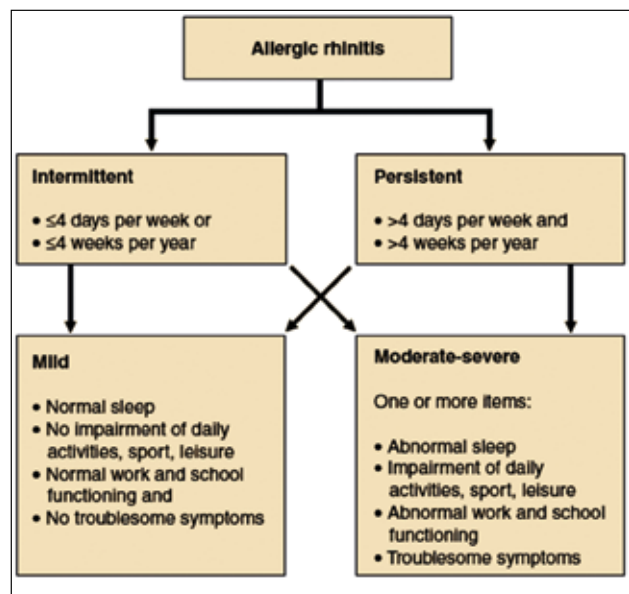 Allergic rhinitis
Intermittent
• ≤4 days per week or
• ≤4 weeks per year
Persistent
• >4 days per week and
• >4 weeks per year
Mild
• Normal sleep
• No impairment of daily
activities, sport, leisure
• Normal work and school
functioning and
• No troublesome symptoms
Moderate-severe
One or more items:
• Abnormal sleep
• Impairment of daily
activities, sport, leisure
• Abnormal work and school
functioning
• Troublesome symptoms